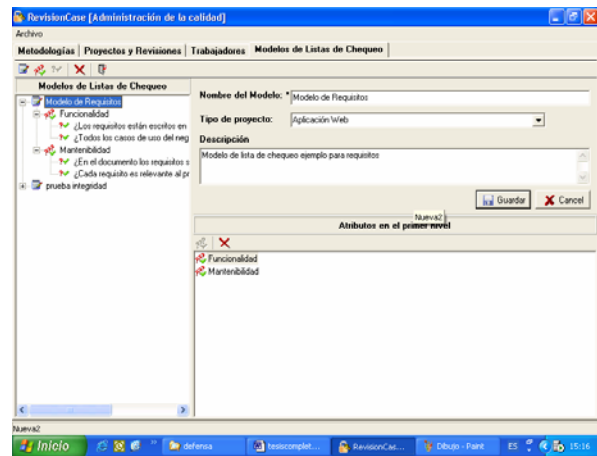 RevisionCase [Administración de la calidad]
Archivo
Metodologías Proyectos y Revisiones Trabajadores Modelos de Listas de Chequeo
Modelos de Listas de Chequeo
Modelo de Requisitos
Funcionalidad
¿Los requisitos están escritos en
¿Todos los casos de uso del neg
Mantenibilidad
¿En el documento los requisitos s
¿Cada requisito es relevante al pr
prueba integridad
Nombre del Modelo: * Modelo de Requisitos
Tipo de proyecto: Aplicación Web
Descripción
Modelo de lista de chequeo ejemplo para requisitos
Guardar Cancel
Nueva2
Atributos en el primer nivel
Funcionalidad
Mantenibilidad
Nueva2
Inicio defensa tesiscomplet... RevisionCas... Dibujo - Paint ES 15:16